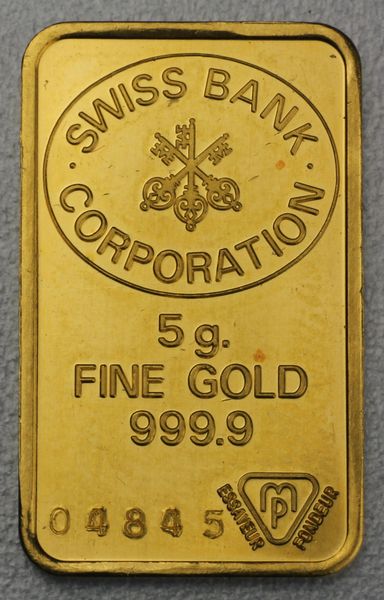 · SWISS BANK ·
CORPORATION
5 g.
FINE GOLD
999.9
04845
MP
ESSAYEUR
FONDEUR